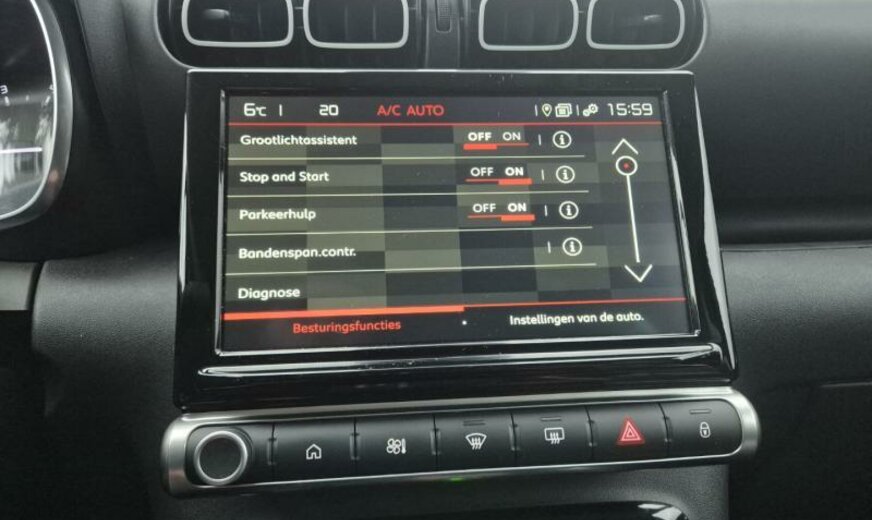 6°C 20 A/C AUTO 15:59
Grootlichtassistent OFF ON
Stop and Start OFF ON
Parkeerhulp OFF ON
Bandenspan.contr.
Diagnose
Besturingsfuncties Instellingen van de auto.